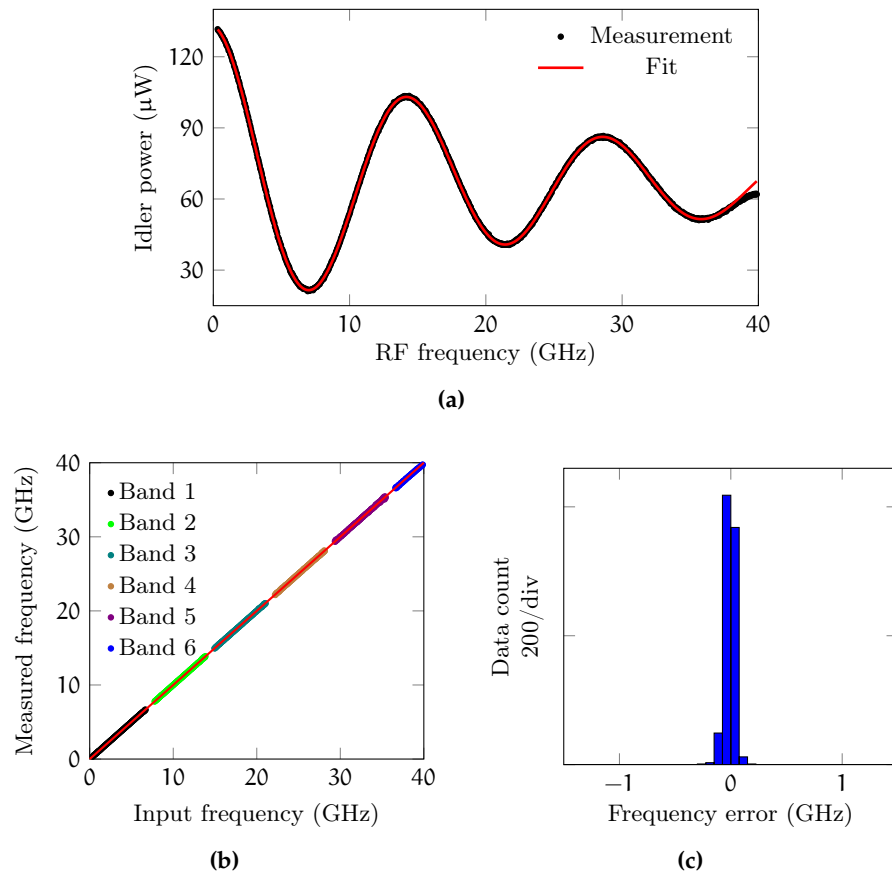 120
90
60
30
Idler power (µW)
Measurement
Fit
0
10
20
30
40
RF frequency (GHz)
(a)
40
30
20
10
0
Measured frequency (GHz)
Band 1
Band 2
Band 3
Band 4
Band 5
Band 6
0
10
20
30
40
Input frequency (GHz)
(b)
Data count
200/div
−1
0
1
Frequency error (GHz)
(c)